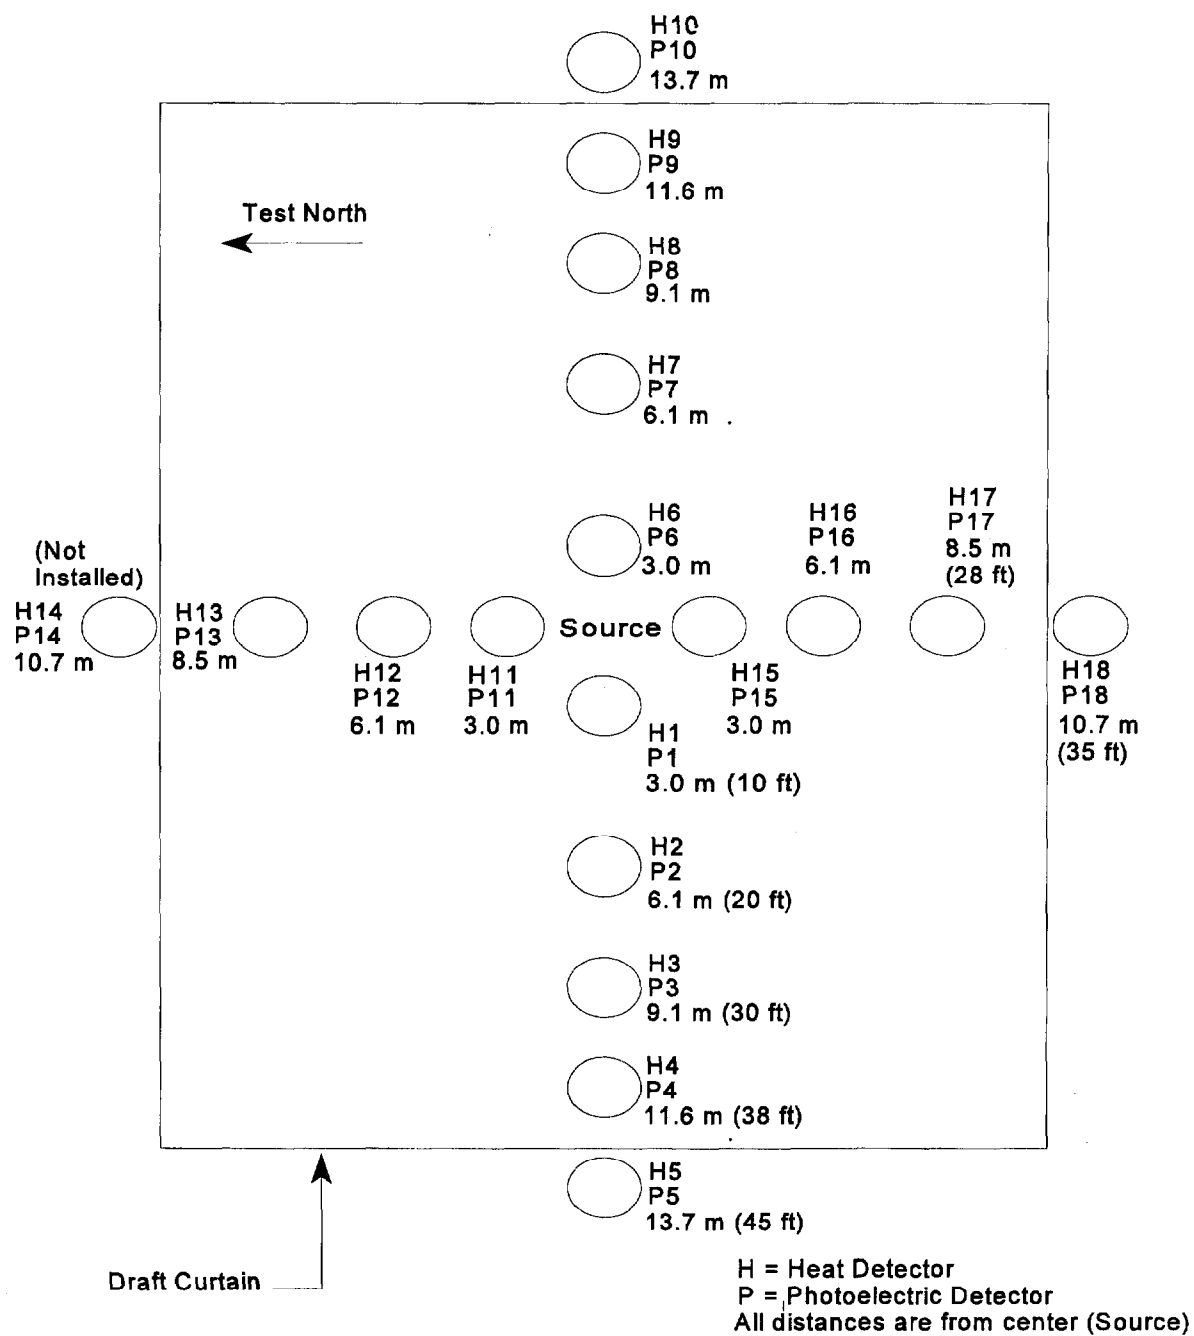 H10
P10
13.7 m
H9
P9
11.6 m
Test North
H8
P8
9.1 m
H7
P7
6.1 m
H6
P6
3.0 m
H16
P16
6.1 m
H17
P17
8.5 m
(28 ft)
(Not
Installed)
H14
P14
10.7 m
H13
P13
8.5 m
Source
H12
P12
6.1 m
H11
P11
3.0 m
H15
P15
3.0 m
H18
P18
10.7 m
(35 ft)
H1
P1
3.0 m (10 ft)
H2
P2
6.1 m (20 ft)
H3
P3
9.1 m (30 ft)
H4
P4
11.6 m (38 ft)
H5
P5
13.7 m (45 ft)
Draft Curtain
H = Heat Detector
P = Photoelectric Detector
All distances are from center (Source)